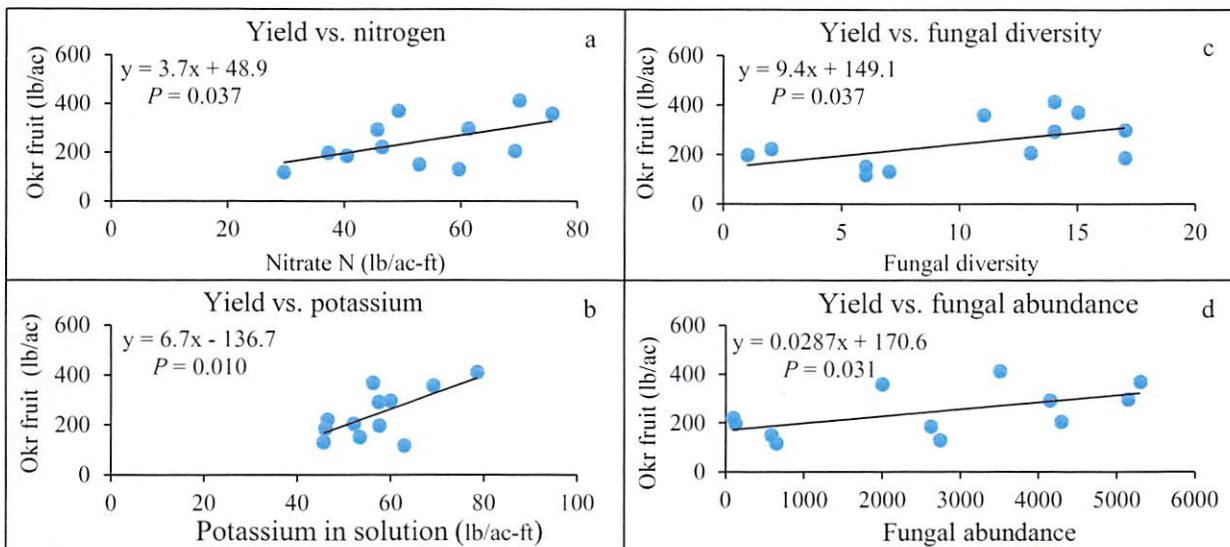 Yield vs. nitrogen
a
600
400
200
0
Okr fruit (lb/ac)
y = 3.7x + 48.9
P = 0.037
0 20 40 60 80
Nitrate N (lb/ac-ft)
Yield vs. fungal diversity
c
600
400
200
0
Okr fruit (lb/ac)
y = 9.4x + 149.1
P = 0.037
0 5 10 15 20
Fungal diversity
Yield vs. potassium
b
600
400
200
0
Okr fruit (lb/ac)
y = 6.7x - 136.7
P = 0.010
0 20 40 60 80 100
Potassium in solution (lb/ac-ft)
Yield vs. fungal abundance
d
600
400
200
0
Okr fruit (lb/ac)
y = 0.0287x + 170.6
P = 0.031
0 1000 2000 3000 4000 5000 6000
Fungal abundance